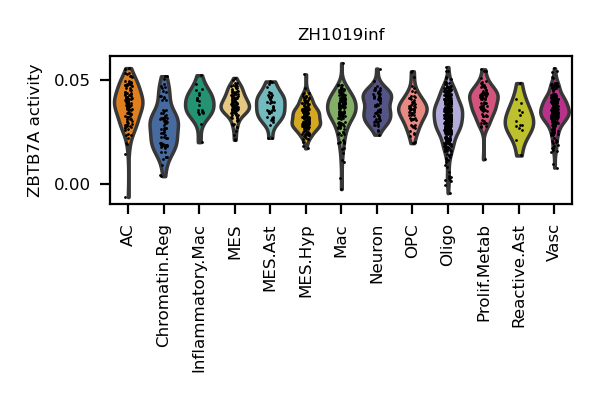 ZH1019inf
ZBTB7A activity
0.05
0.00
AC
Chromatin.Reg
Inflammatory.Mac
MES
MES.Ast
MES.Hyp
Mac
Neuron
OPC
Oligo
Prolif.Metab
Reactive.Ast
Vasc